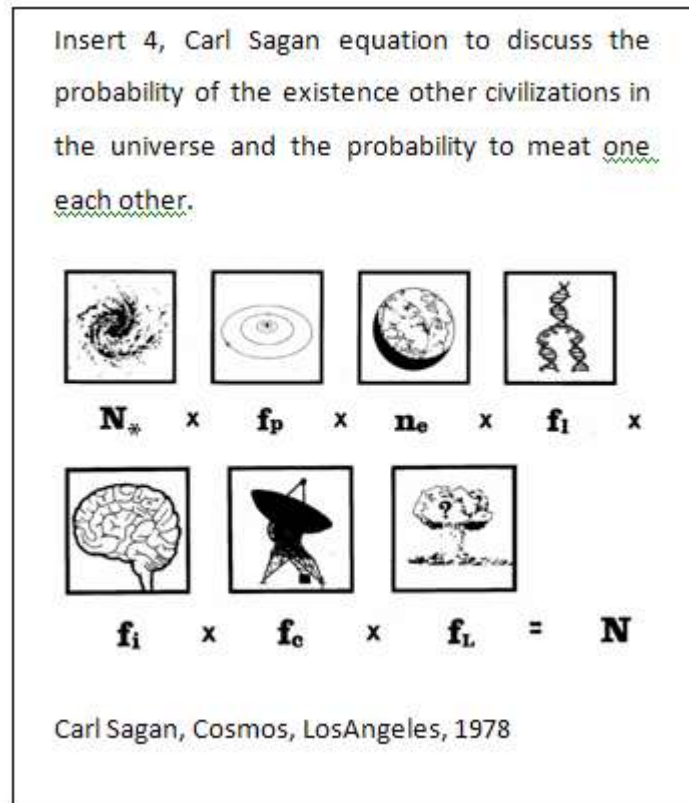 Insert 4, Carl Sagan equation to discuss the
probability of the existence other civilizations in
the universe and the probability to meat one
each other.
N* x fp x ne x fl x
?
fi x fc x fL = N
Carl Sagan, Cosmos, LosAngeles, 1978